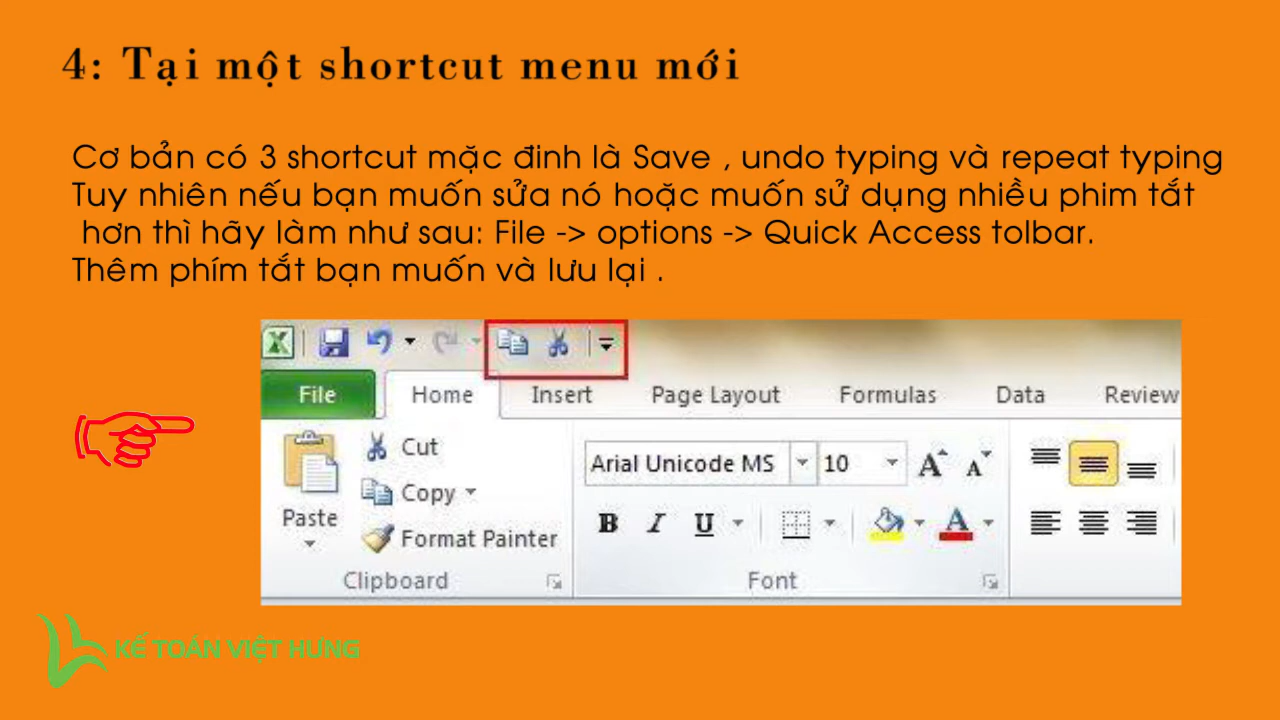 4: Tại một shortcut menu mới
Cơ bản có 3 shortcut mặc đinh là Save , undo typing và repeat typing
Tuy nhiên nếu bạn muốn sửa nó hoặc muốn sử dụng nhiều phim tắt
hơn thì hãy làm như sau: File -> options -> Quick Access tolbar.
Thêm phím tắt bạn muốn và lưu lại .
File Home Insert Page Layout Formulas Data Review
Cut
Arial Unicode MS 10
Copy
Paste
Format Painter
Clipboard Font
KẾ TOÁN VIỆT HƯNG